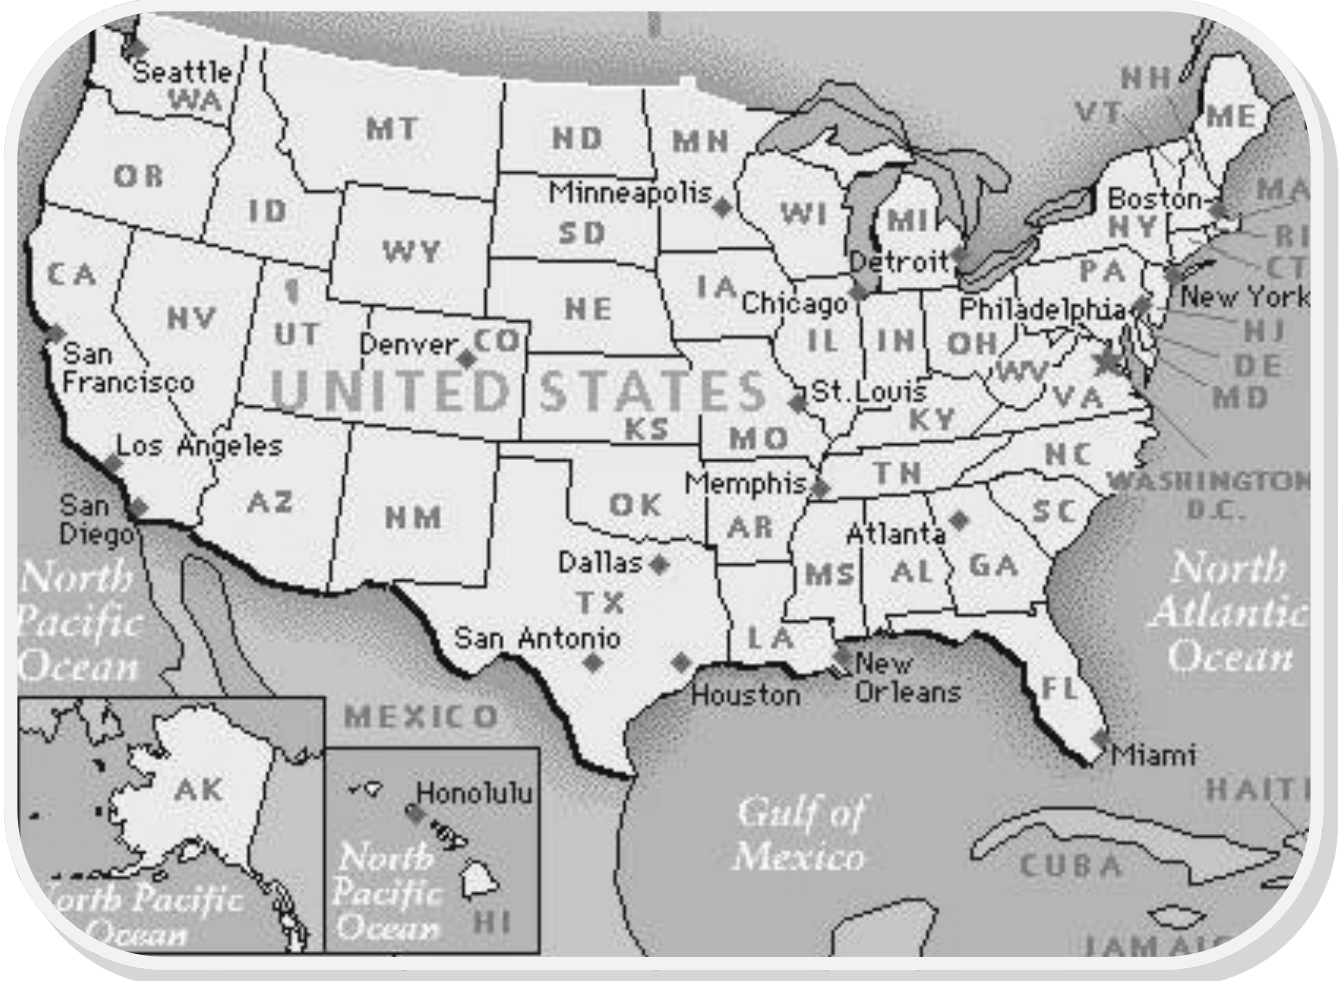 NH
Seattle
WA
VT
ME
MT
ND
MN
OR
Minneapolis
Boston
MA
ID
WI
MI
NY
SD
RI
WY
Detroit
CT
CA
PA
IA
Chicago
New York
NV
NE
Philadelphia
UT
Denver
CO
IL
IN
OH
NJ
San
Francisco
WV
DE
UNITED STATES
St.Louis
VA
MD
KS
MO
KY
Los Angeles
NC
TN
WASHINGTON
D.C.
Memphis
San
Diego
AZ
NM
OK
AR
SC
Atlanta
North
Pacific
Ocean
Dallas
MS
AL
GA
North
Atlantic
Ocean
TX
San Antonio
LA
New
Orleans
Houston
FL
MEXICO
Miami
AK
Honolulu
HAITI
Gulf of
Mexico
North
Pacific
Ocean
CUBA
orth Pacific
Ocean
HI
JAMAIC